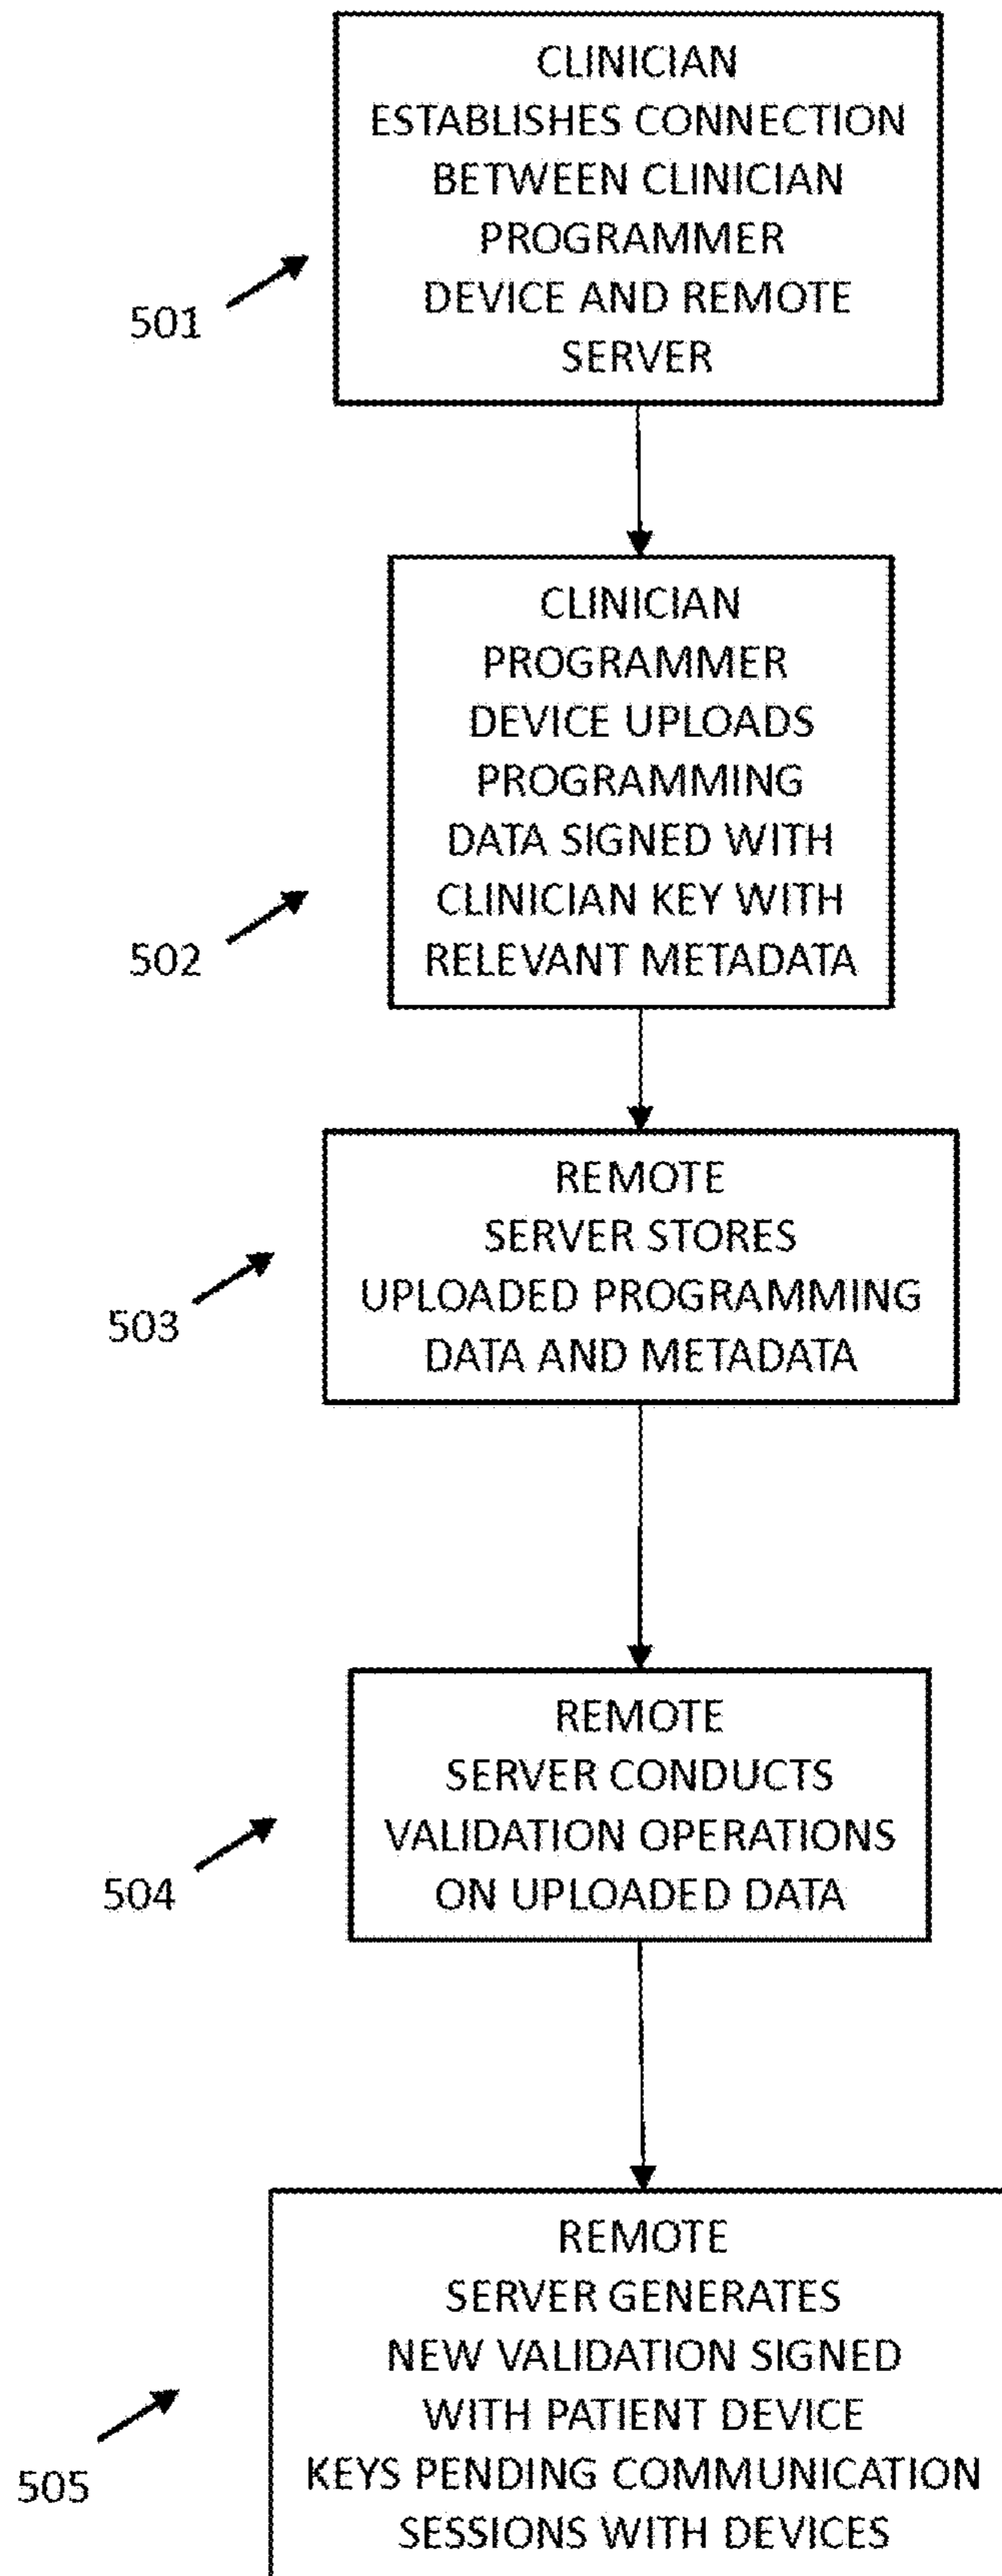 CLINICIAN
ESTABLISHES CONNECTION
BETWEEN CLINICIAN
PROGRAMMER
DEVICE AND REMOTE
SERVER
501
CLINICIAN
PROGRAMMER
DEVICE UPLOADS
PROGRAMMING
DATA SIGNED WITH
CLINICIAN KEY WITH
RELEVANT METADATA
502
REMOTE
SERVER STORES
UPLOADED PROGRAMMING
DATA AND METADATA
503
REMOTE
SERVER CONDUCTS
VALIDATION OPERATIONS
ON UPLOADED DATA
504
REMOTE
SERVER GENERATES
NEW VALIDATION SIGNED
WITH PATIENT DEVICE
KEYS PENDING COMMUNICATION
SESSIONS WITH DEVICES
505